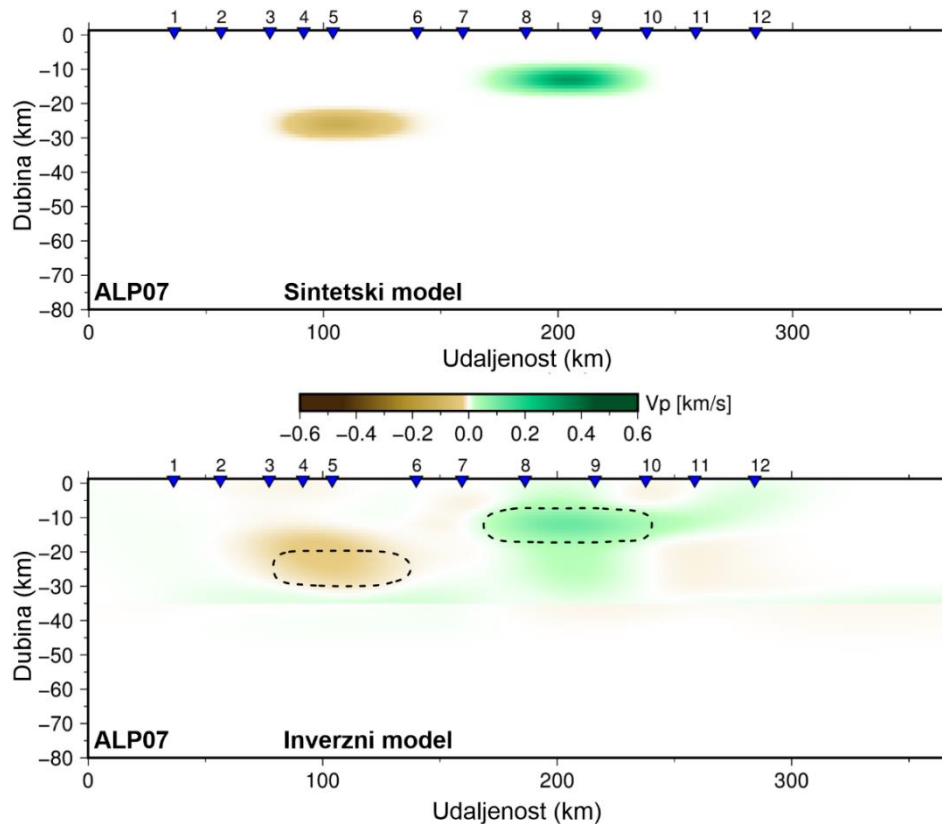 1 2 3 4 5 6 7 8 9 10 11 12
0
−10
−20
−30
−40
−50
−60
−70
−80
Dubina (km)
ALP07 Sintetski model
0 100 200 300
Udaljenost (km)
Vp [km/s]
−0.6 −0.4 −0.2 0.0 0.2 0.4 0.6
1 2 3 4 5 6 7 8 9 10 11 12
0
−10
−20
−30
−40
−50
−60
−70
−80
Dubina (km)
ALP07 Inverzni model
0 100 200 300
Udaljenost (km)